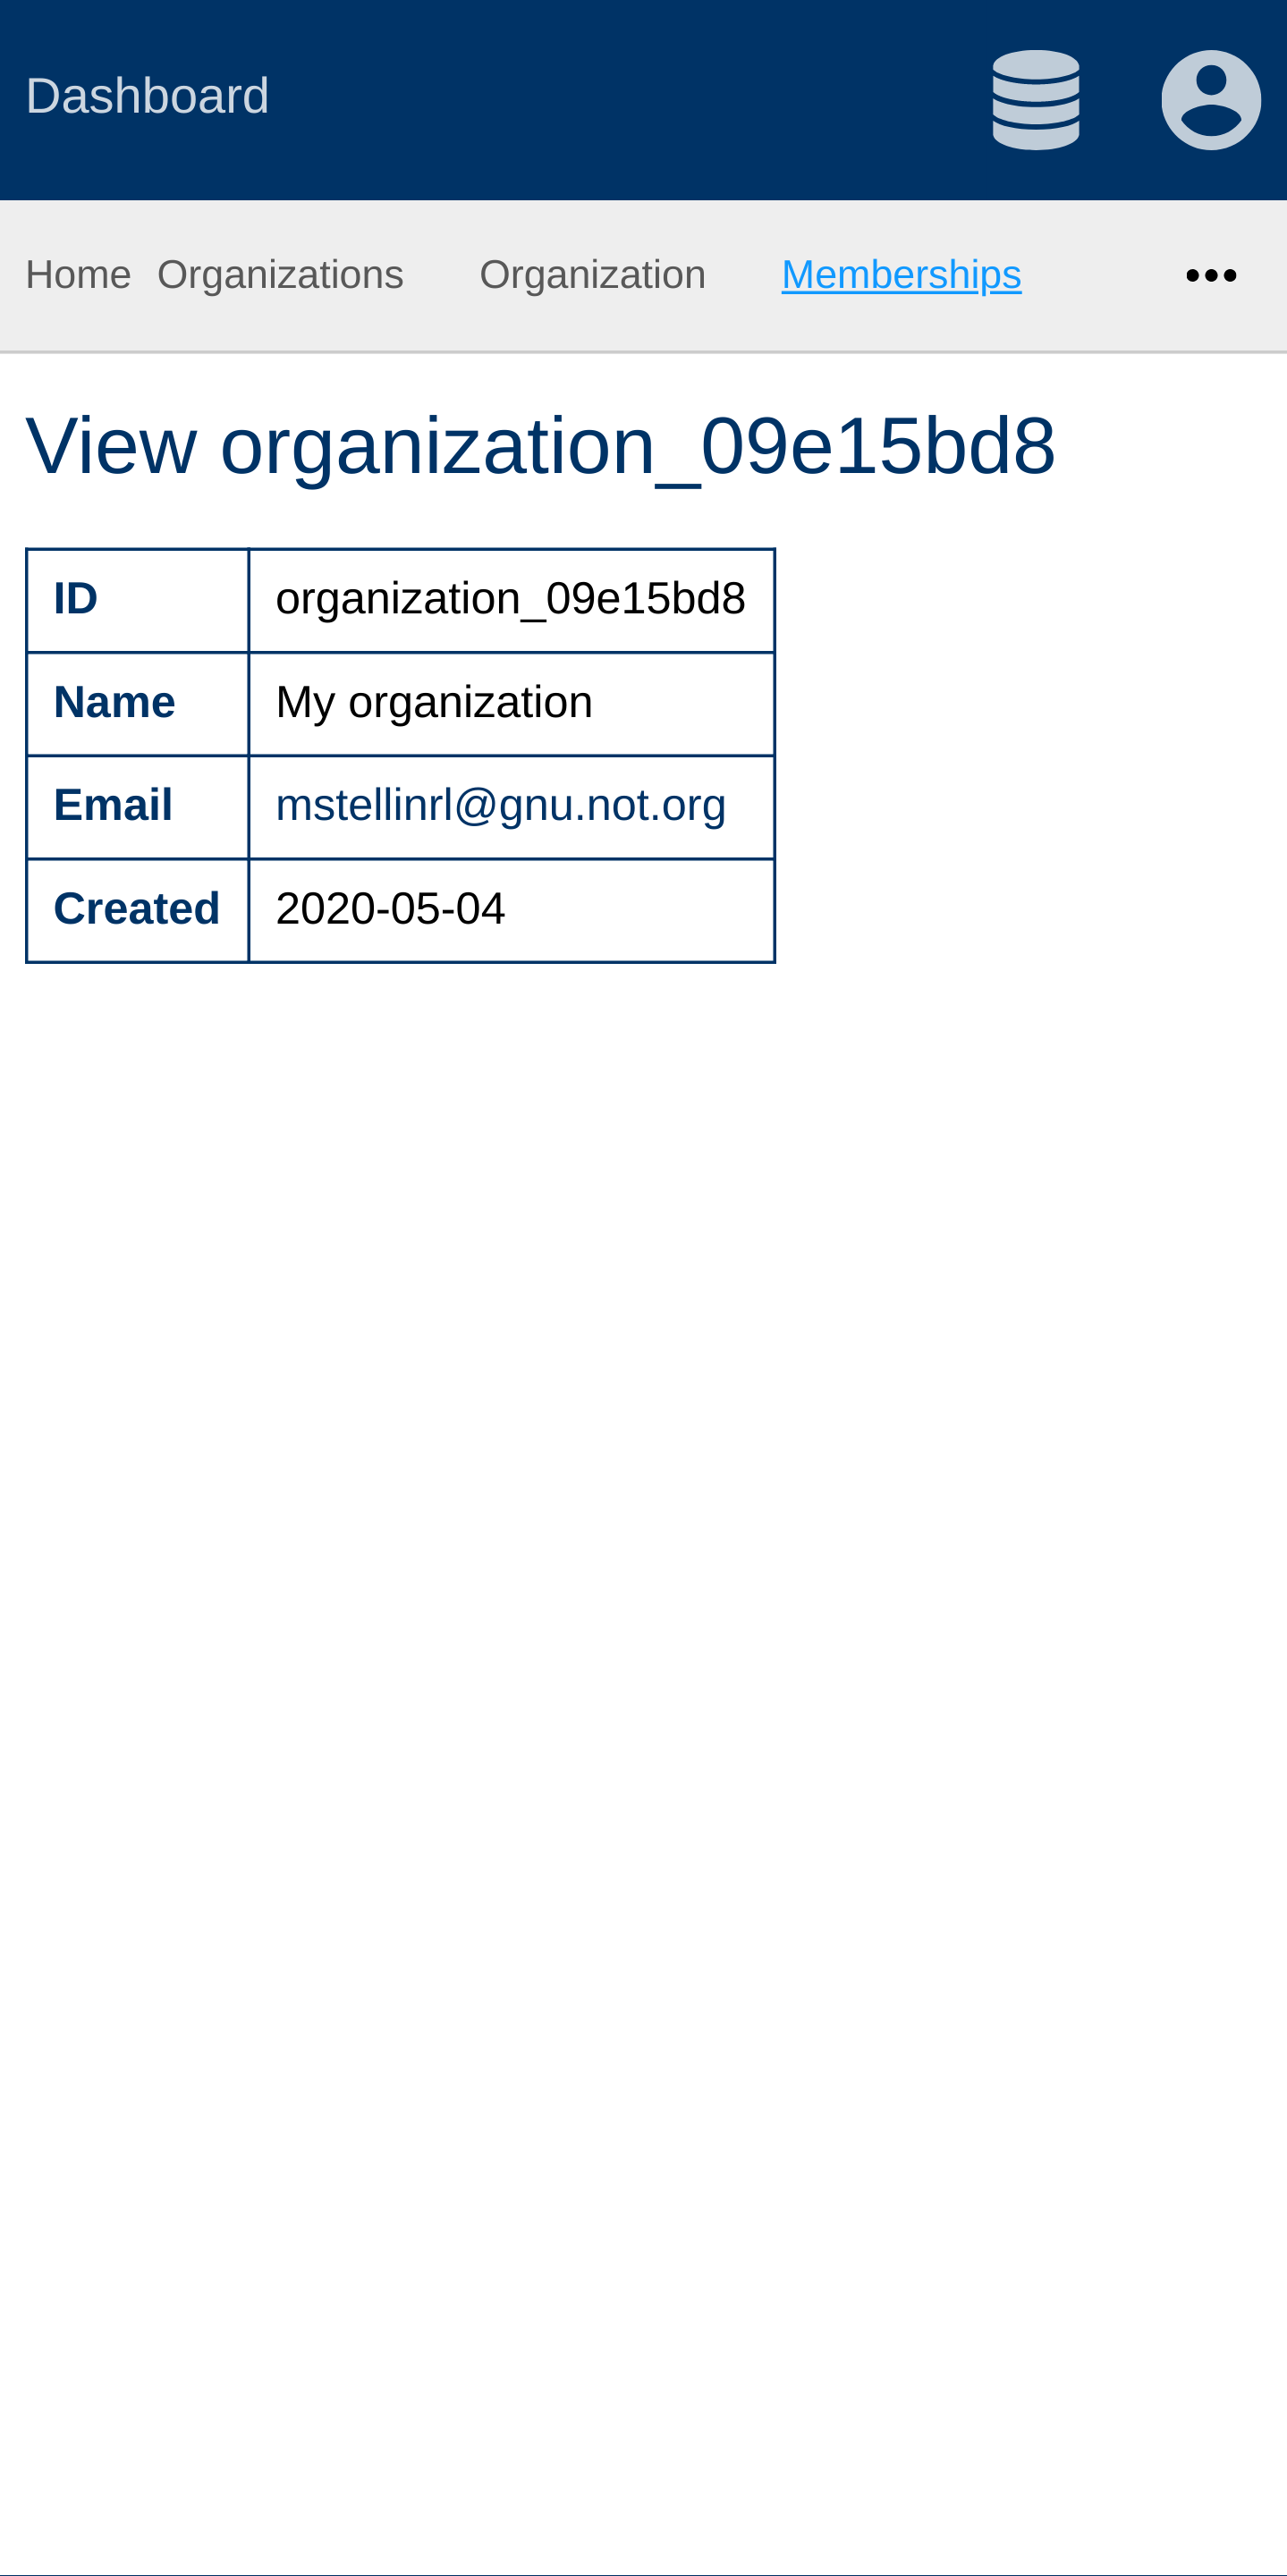 Dashboard
Home Organizations Organization Memberships •••
View organization_09e15bd8
ID organization_09e15bd8
Name My organization
Email mstellinrl@gnu.not.org
Created 2020-05-04